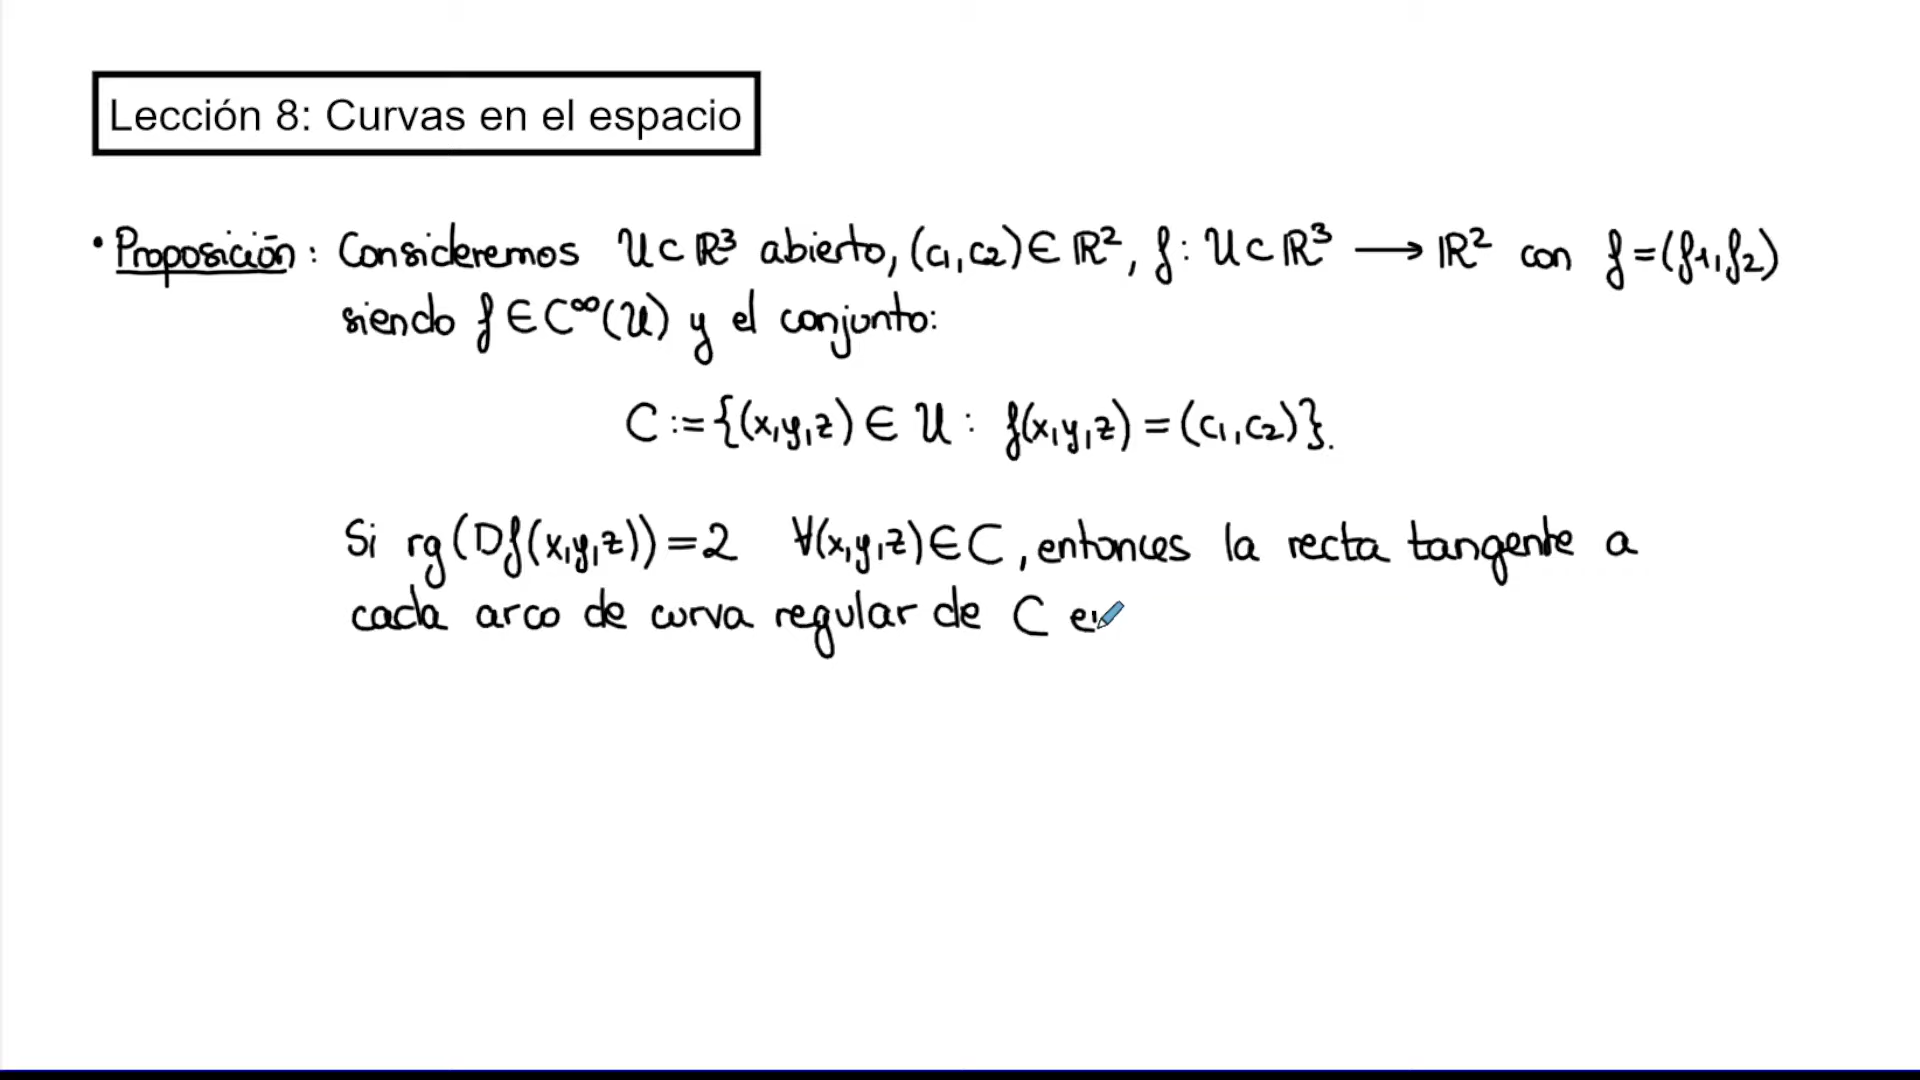 Lección 8: Curvas en el espacio
• Proposición: Consideremos U⊂ℝ³ abierto, (c₁,c₂)∈ℝ², f: U⊂ℝ³ ⟶ ℝ² con f=(f₁,f₂)
siendo f∈C^∞(U) y el conjunto:
C:={(x,y,z)∈U: f(x,y,z)=(c₁,c₂)}.
Si rg(Df(x,y,z))=2 ∀(x,y,z)∈C, entonces la recta tangente a
cada arco de curva regular de C